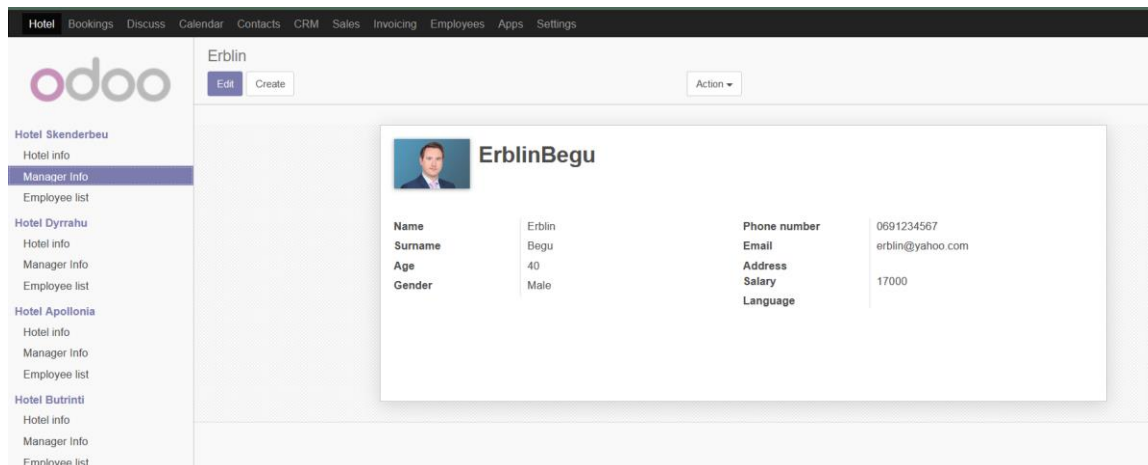 Hotel Bookings Discuss Calendar Contacts CRM Sales Invoicing Employees Apps Settings
odoo
Hotel Skenderbeu
Hotel info
Manager Info
Employee list
Hotel Dyrrahu
Hotel info
Manager Info
Employee list
Hotel Apollonia
Hotel info
Manager Info
Employee list
Hotel Butrinti
Hotel info
Manager Info
Employee list
Erblin
Edit Create Action
ErblinBegu
Name Erblin
Surname Begu
Age 40
Gender Male
Phone number 0691234567
Email erblin@yahoo.com
Address
Salary 17000
Language